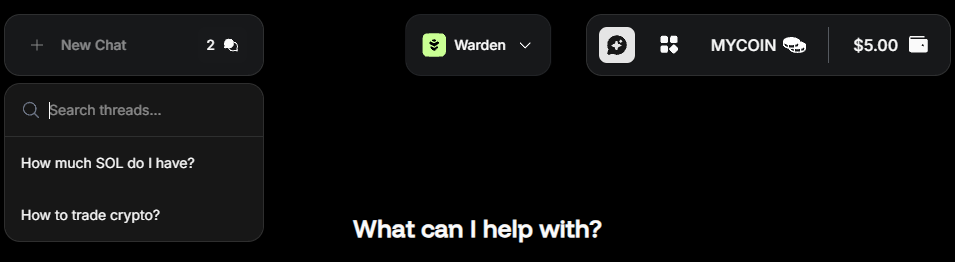 New Chat 2
Warden
MYCOIN
$5.00
Search threads...
How much SOL do I have?
How to trade crypto?
What can I help with?